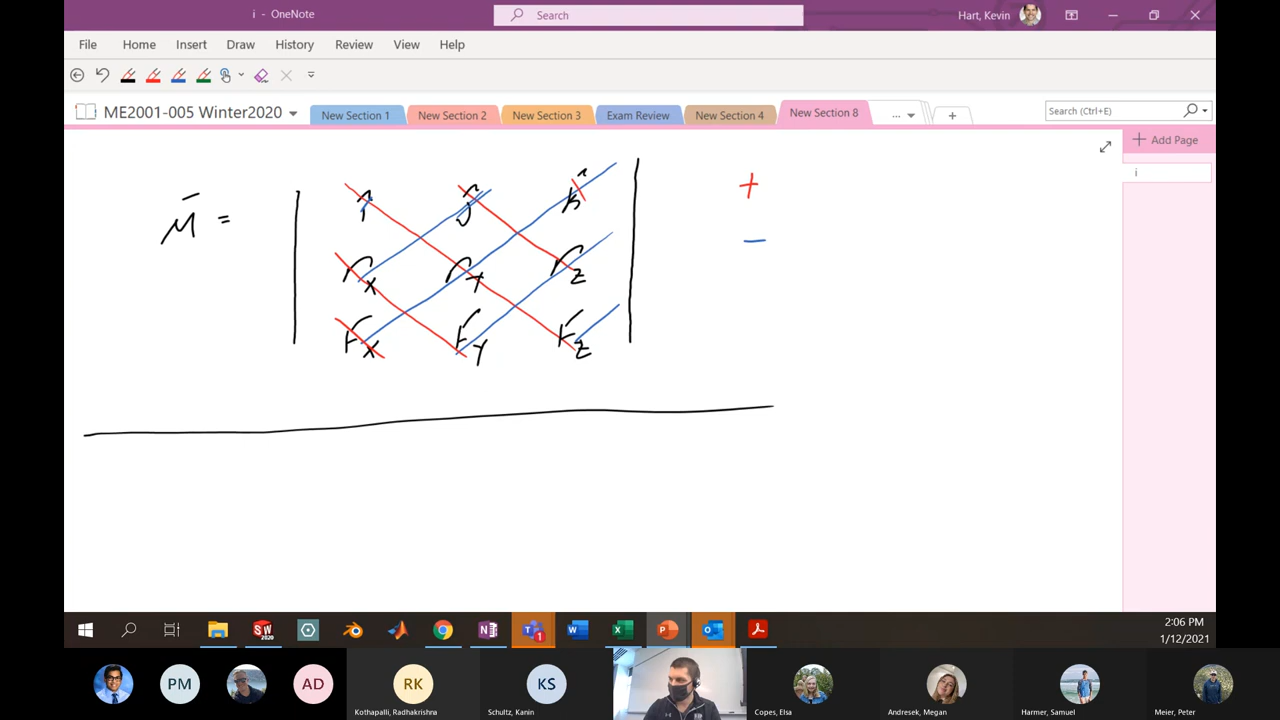 i - OneNote
Search
Hart, Kevin
File Home Insert Draw History Review View Help
ME2001-005 Winter2020
New Section 1 New Section 2 New Section 3 Exam Review New Section 4 New Section 8 ...
Search (Ctrl+E)
Add Page
i
M̄ =
î ĵ k̂
+
−
rx ry rz
Fx Fy Fz
2:06 PM
1/12/2021
SW 2020
1
PM
AD
RK
KS
Kothapalli, Radhakrishna
Schultz, Kanin
Copes, Elsa
Andresek, Megan
Harmer, Samuel
Meier, Peter